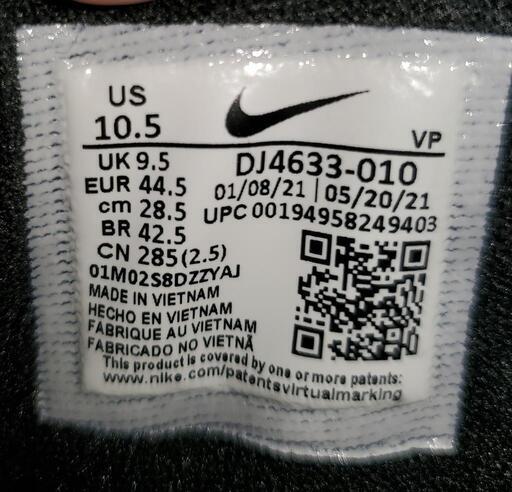 US
10.5
VP
UK 9.5
EUR 44.5
cm 28.5
BR 42.5
CN 285(2.5)
01M02S8DZZYAJ
DJ4633-010
01/08/21 | 05/20/21
UPC 00194958249403
MADE IN VIETNAM
HECHO EN VIETNAM
FABRIQUE AU VIETNAM
FABRICADO NO VIETNÃ
This product is covered by one or more patents:
www.nike.com/patentsvirtualmarking